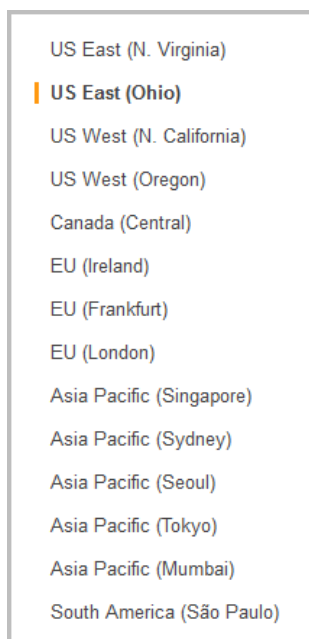 US East (N. Virginia)
US East (Ohio)
US West (N. California)
US West (Oregon)
Canada (Central)
EU (Ireland)
EU (Frankfurt)
EU (London)
Asia Pacific (Singapore)
Asia Pacific (Sydney)
Asia Pacific (Seoul)
Asia Pacific (Tokyo)
Asia Pacific (Mumbai)
South America (São Paulo)